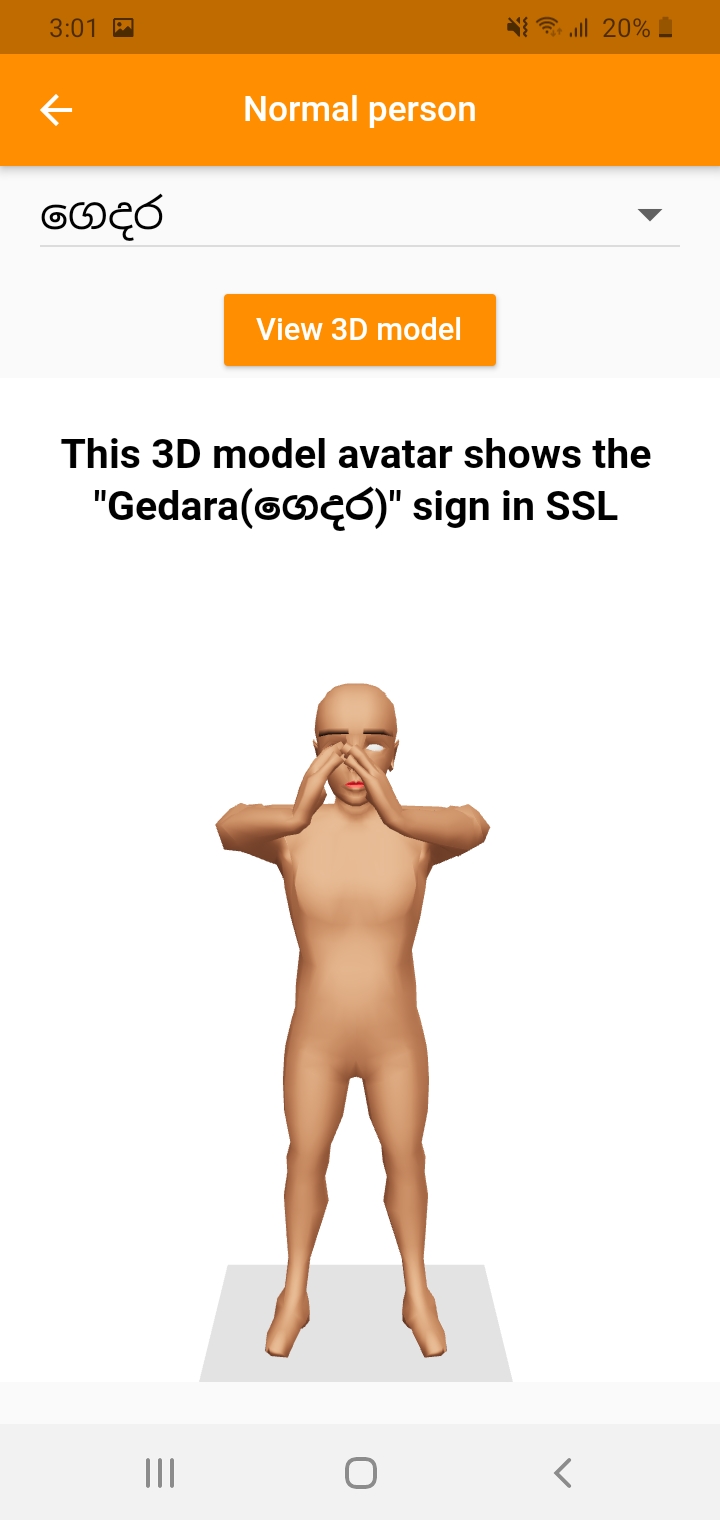 3:01 20%
Normal person
ගෙදර
View 3D model
This 3D model avatar shows the
"Gedara(ගෙදර)" sign in SSL